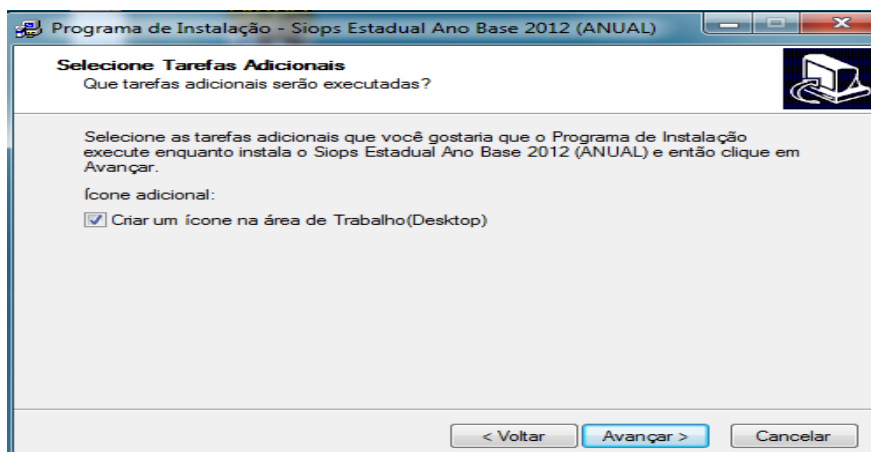 Programa de Instalação - Siops Estadual Ano Base 2012 (ANUAL)
Selecione Tarefas Adicionais
Que tarefas adicionais serão executadas?
Selecione as tarefas adicionais que você gostaria que o Programa de Instalação
execute enquanto instala o Siops Estadual Ano Base 2012 (ANUAL) e então clique em
Avançar.
Ícone adicional:
Criar um ícone na área de Trabalho(Desktop)
< Voltar
Avançar >
Cancelar